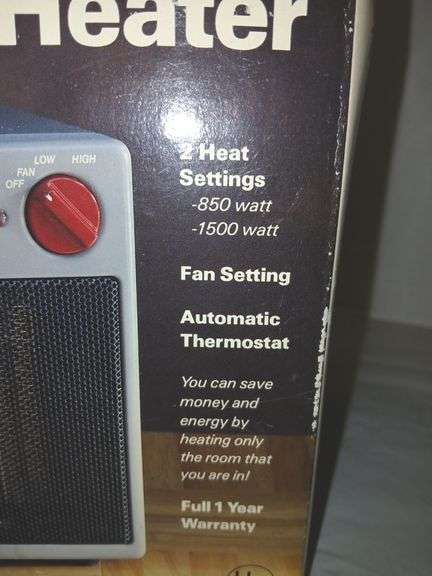 Heater
LOW HIGH
FAN
OFF
2 Heat
Settings
-850 watt
-1500 watt
Fan Setting
Automatic
Thermostat
You can save
money and
energy by
heating only
the room that
you are in!
Full 1 Year
Warranty